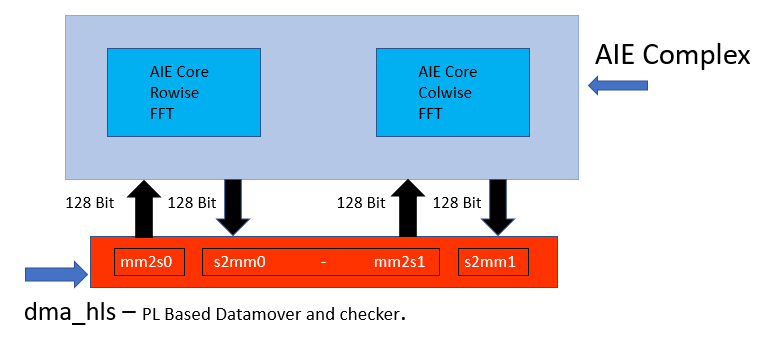 AIE Complex
AIE Core
Rowise
FFT
AIE Core
Colwise
FFT
128 Bit
128 Bit
128 Bit
128 Bit
mm2s0
s2mm0 - mm2s1
s2mm1
dma_hls – PL Based Datamover and checker.